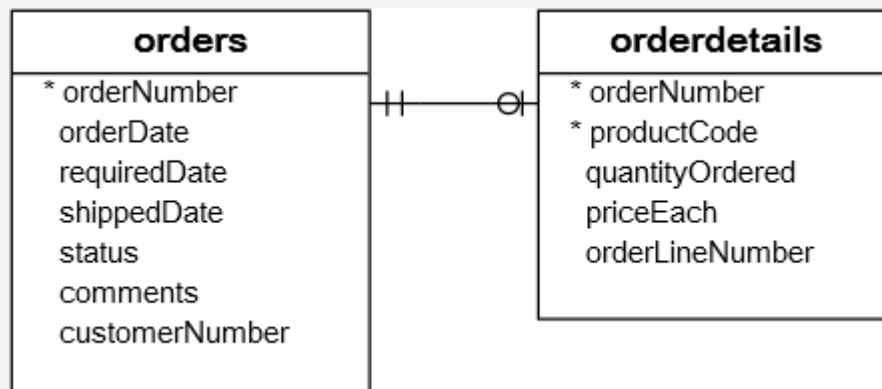 orders
* orderNumber
orderDate
requiredDate
shippedDate
status
comments
customerNumber
orderdetails
* orderNumber
* productCode
quantityOrdered
priceEach
orderLineNumber